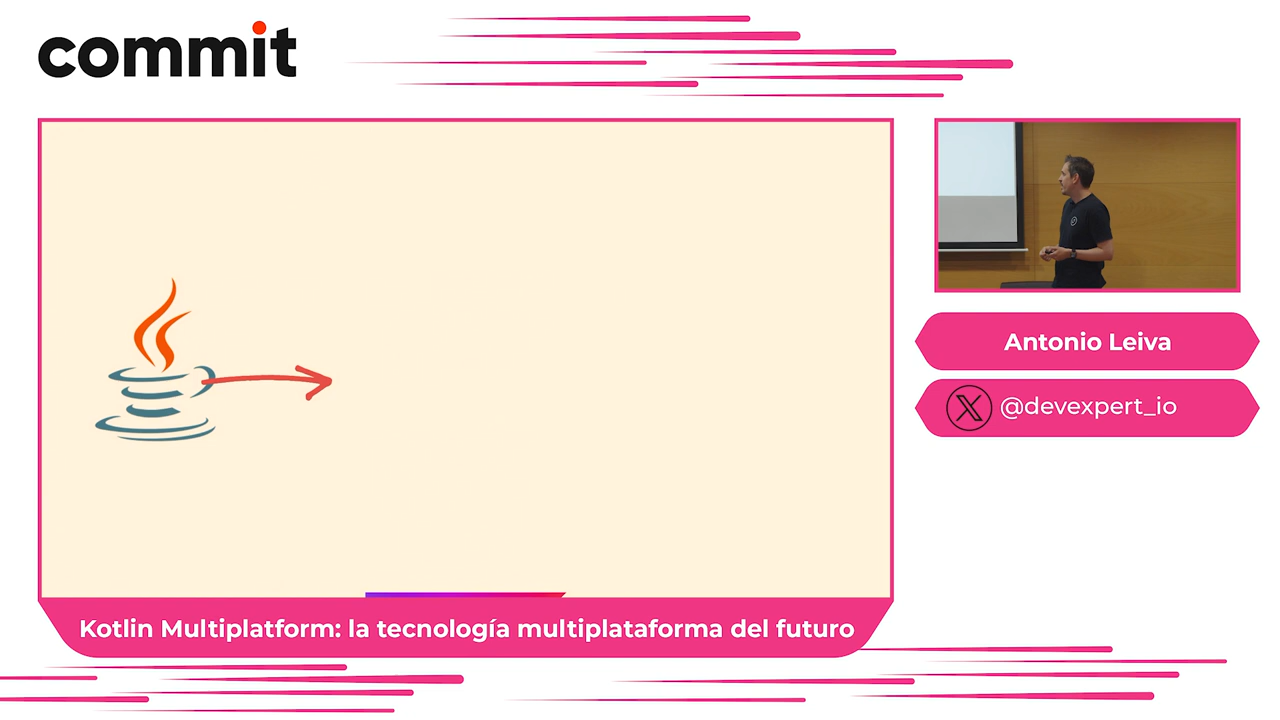 commit
Antonio Leiva
@devexpert_io
Kotlin Multiplatform: la tecnología multiplataforma del futuro